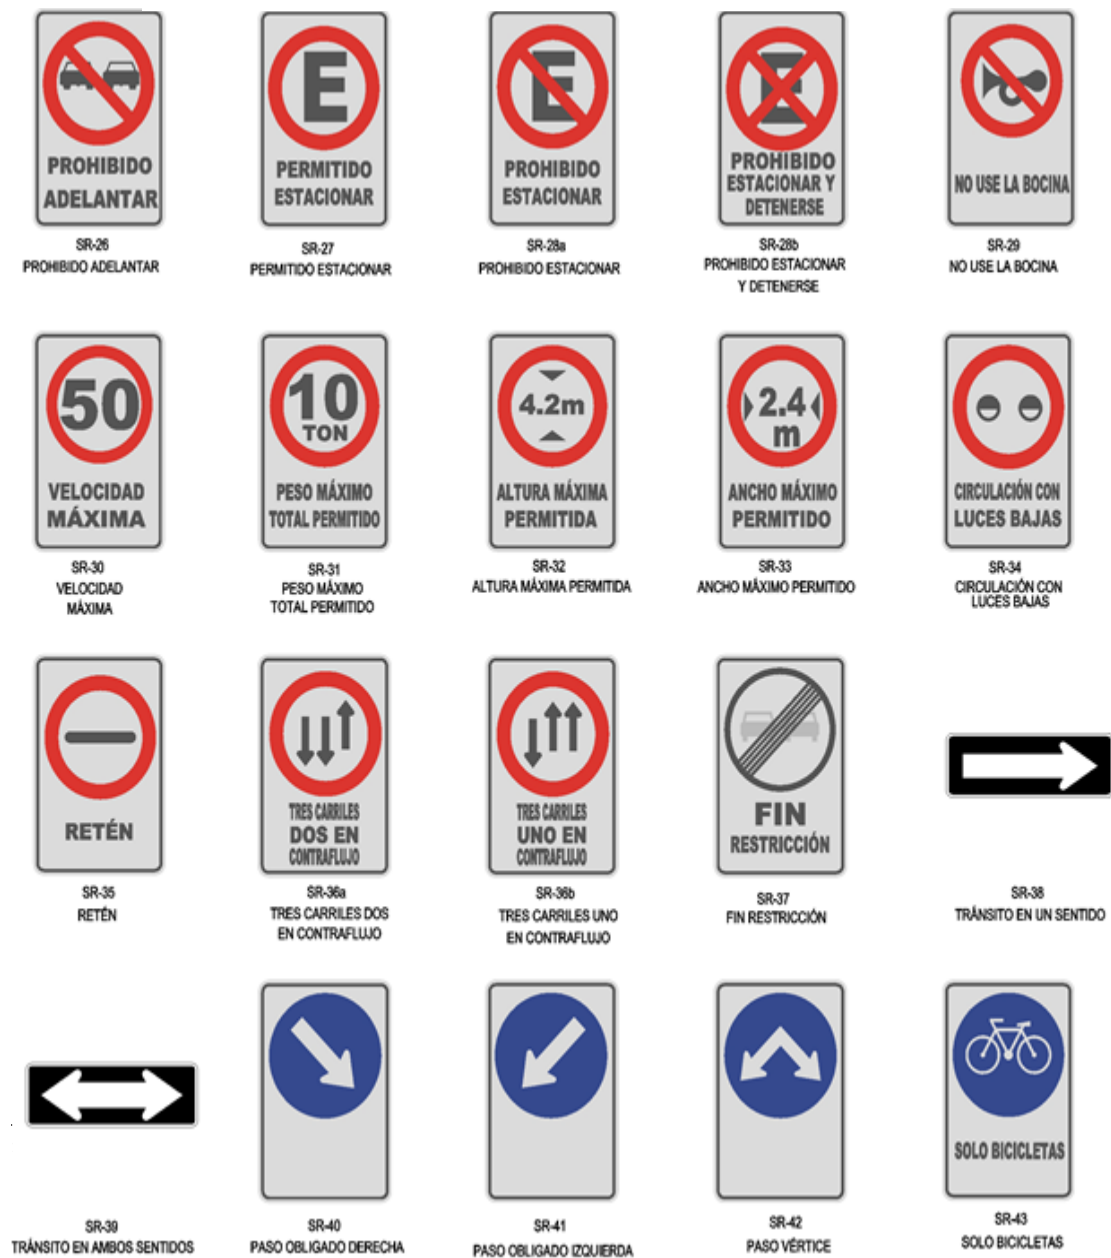 E
E
E
PROHIBIDO
ADELANTAR
PERMITIDO
ESTACIONAR
PROHIBIDO
ESTACIONAR
PROHIBIDO
ESTACIONAR Y
DETENERSE
NO USE LA BOCINA
SR-26
PROHIBIDO ADELANTAR
SR-27
PERMITIDO ESTACIONAR
SR-28a
PROHIBIDO ESTACIONAR
SR-28b
PROHIBIDO ESTACIONAR
Y DETENERSE
SR-29
NO USE LA BOCINA
50
VELOCIDAD
MÁXIMA
10
TON
PESO MÁXIMO
TOTAL PERMITIDO
4.2m
ALTURA MÁXIMA
PERMITIDA
2.4
m
ANCHO MÁXIMO
PERMITIDO
CIRCULACIÓN CON
LUCES BAJAS
SR-30
VELOCIDAD
MÁXIMA
SR-31
PESO MÁXIMO
TOTAL PERMITIDO
SR-32
ALTURA MÁXIMA PERMITIDA
SR-33
ANCHO MÁXIMO PERMITIDO
SR-34
CIRCULACIÓN CON
LUCES BAJAS
RETÉN
TRES CARRILES
DOS EN
CONTRAFLUJO
TRES CARRILES
UNO EN
CONTRAFLUJO
FIN
RESTRICCIÓN
SR-35
RETÉN
SR-36a
TRES CARRILES DOS
EN CONTRAFLUJO
SR-36b
TRES CARRILES UNO
EN CONTRAFLUJO
SR-37
FIN RESTRICCIÓN
SR-38
TRÁNSITO EN UN SENTIDO
SOLO BICICLETAS
SR-39
TRÁNSITO EN AMBOS SENTIDOS
SR-40
PASO OBLIGADO DERECHA
SR-41
PASO OBLIGADO IZQUIERDA
SR-42
PASO VÉRTICE
SR-43
SOLO BICICLETAS